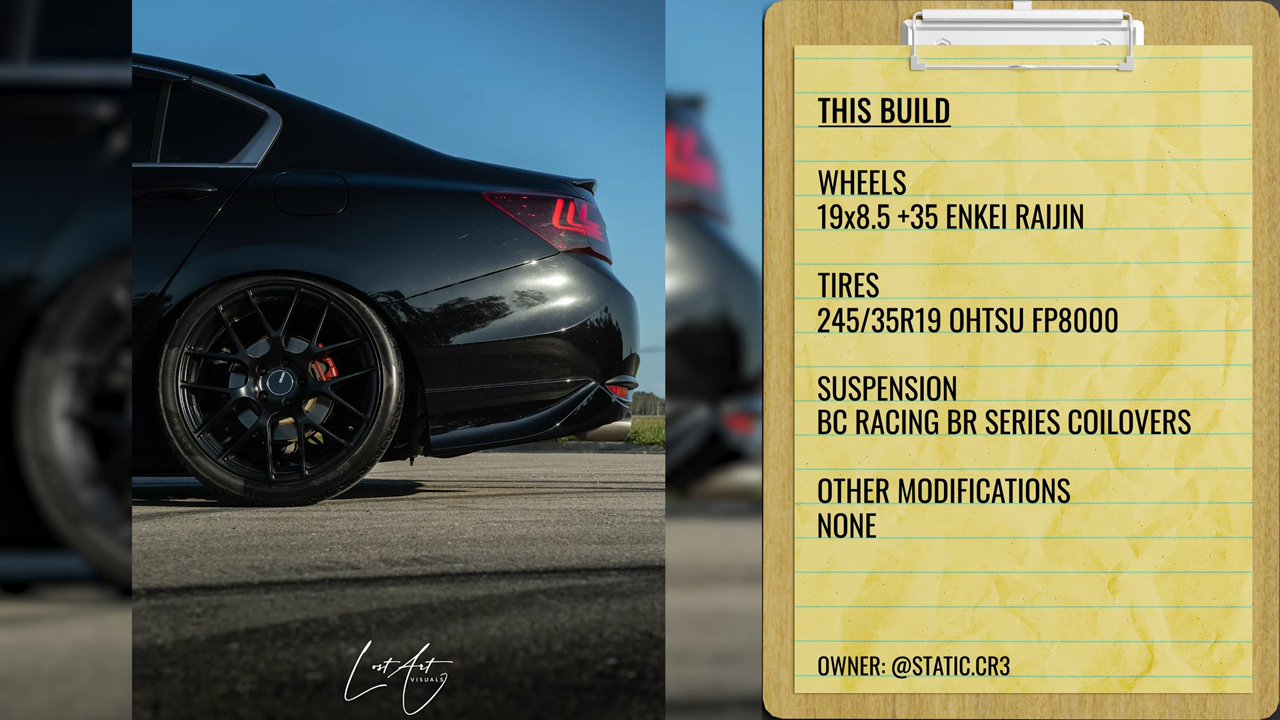 THIS BUILD
WHEELS
19x8.5 +35 ENKEI RAIJIN
TIRES
245/35R19 OHTSU FP8000
SUSPENSION
BC RACING BR SERIES COILOVERS
OTHER MODIFICATIONS
NONE
OWNER: @STATIC.CR3
Lost Art
VISUALS